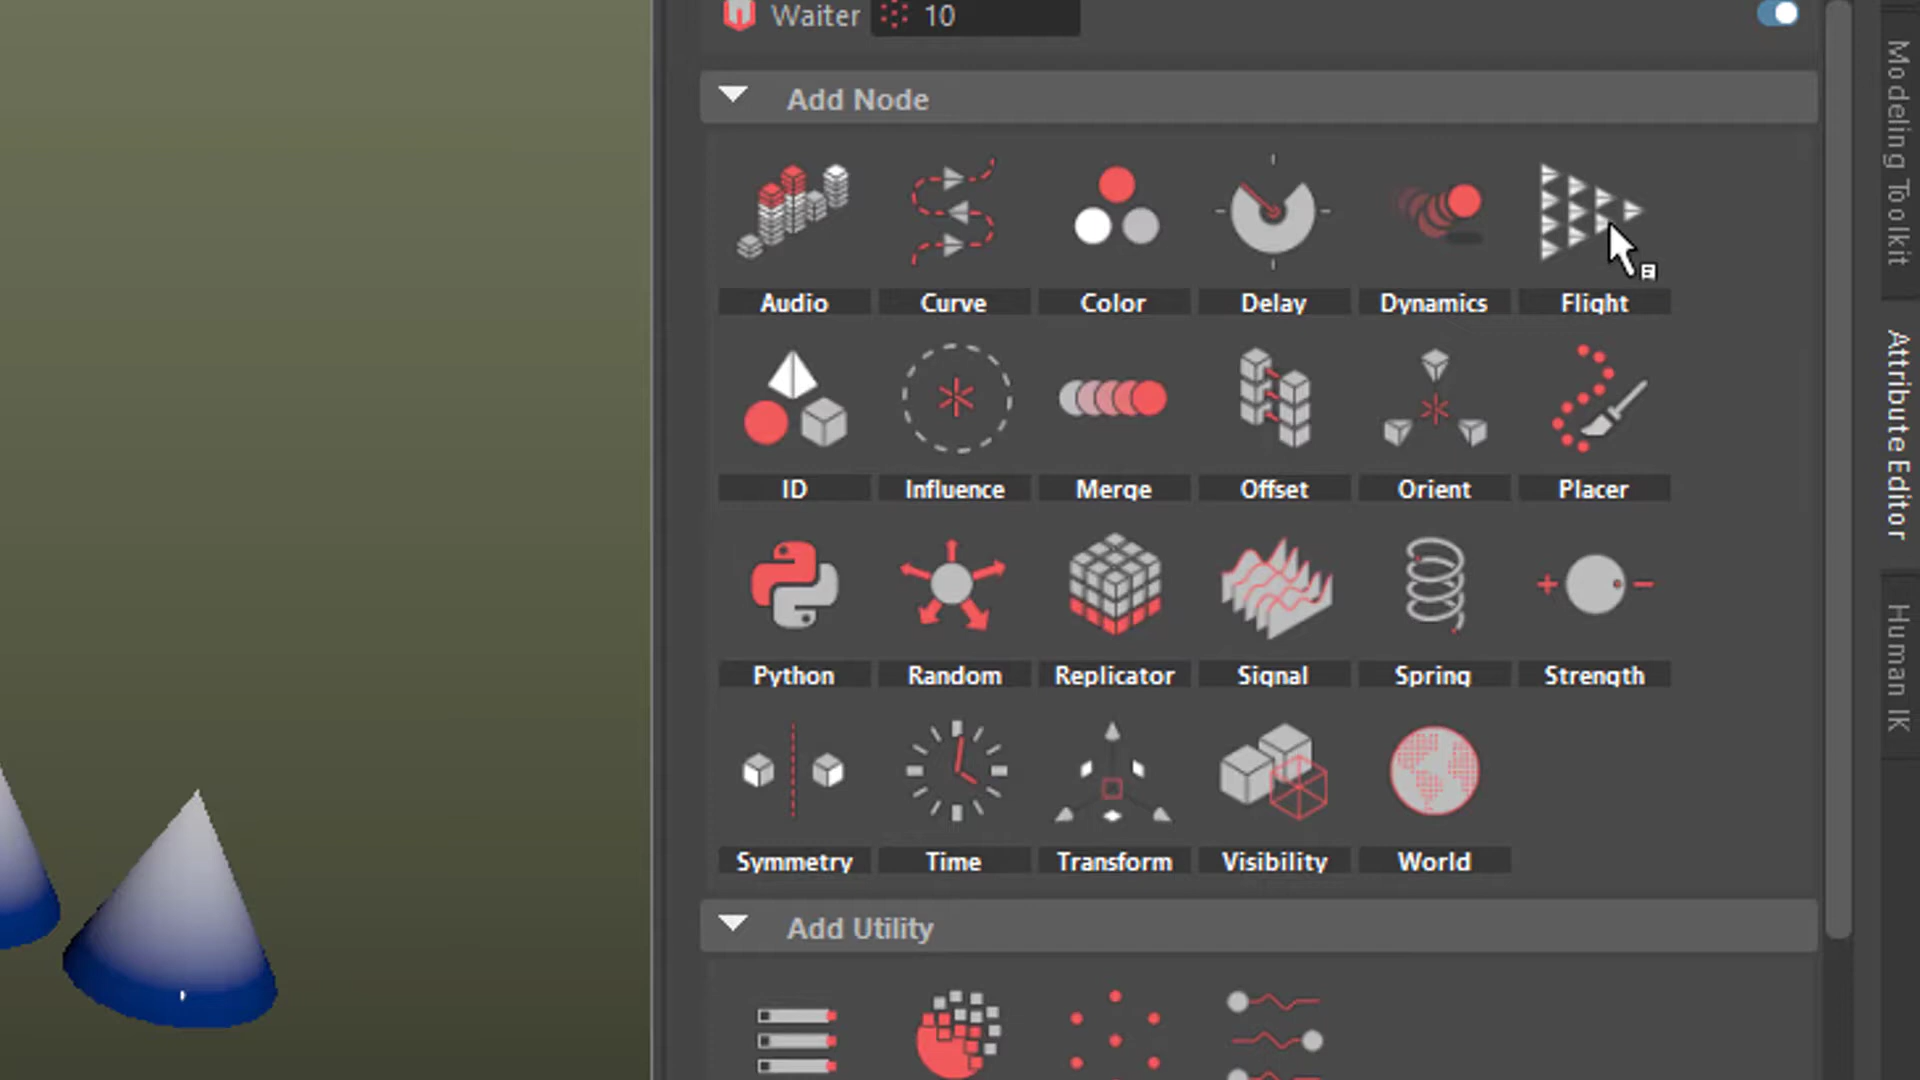 Waiter 10
Add Node
Audio Curve Color Delay Dynamics Flight
ID Influence Merge Offset Orient Placer
Python Random Replicator Signal Spring Strength
Symmetry Time Transform Visibility World
Add Utility
Modeling Toolkit
Attribute Editor
Human IK